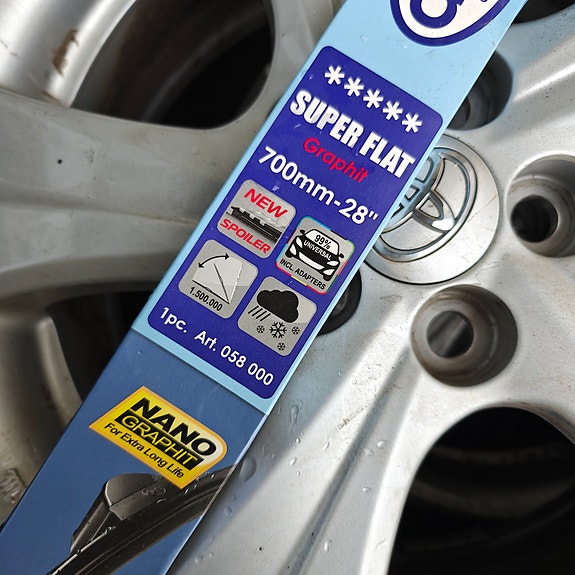 *****
SUPER FLAT
Graphit
700mm-28"
NEW
SPOILER
99%
UNIVERSAL
INCL. ADAPTERS
1.500.000
1pc. Art. 058 000
NANO
GRAPHIT
For Extra Long Life